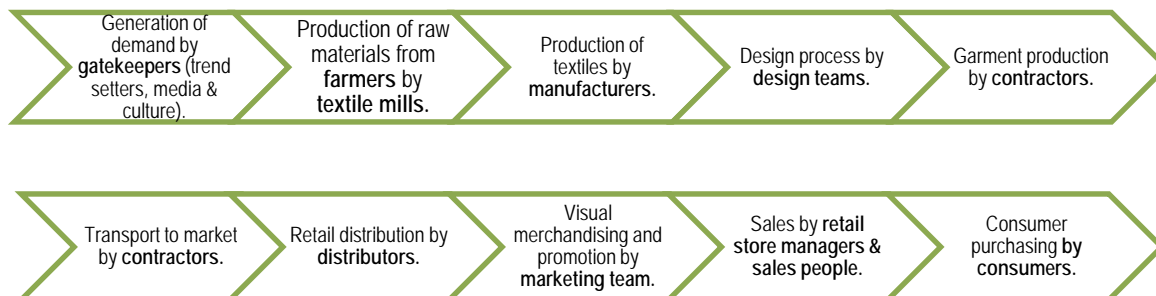 Generation of
demand by
gatekeepers (trend
setters, media &
culture).
Production of raw
materials from
farmers by
textile mills.
Production of
textiles by
manufacturers.
Design process by
design teams.
Garment production
by contractors.
Transport to market
by contractors.
Retail distribution by
distributors.
Visual
merchandising and
promotion by
marketing team.
Sales by retail
store managers &
sales people.
Consumer
purchasing by
consumers.